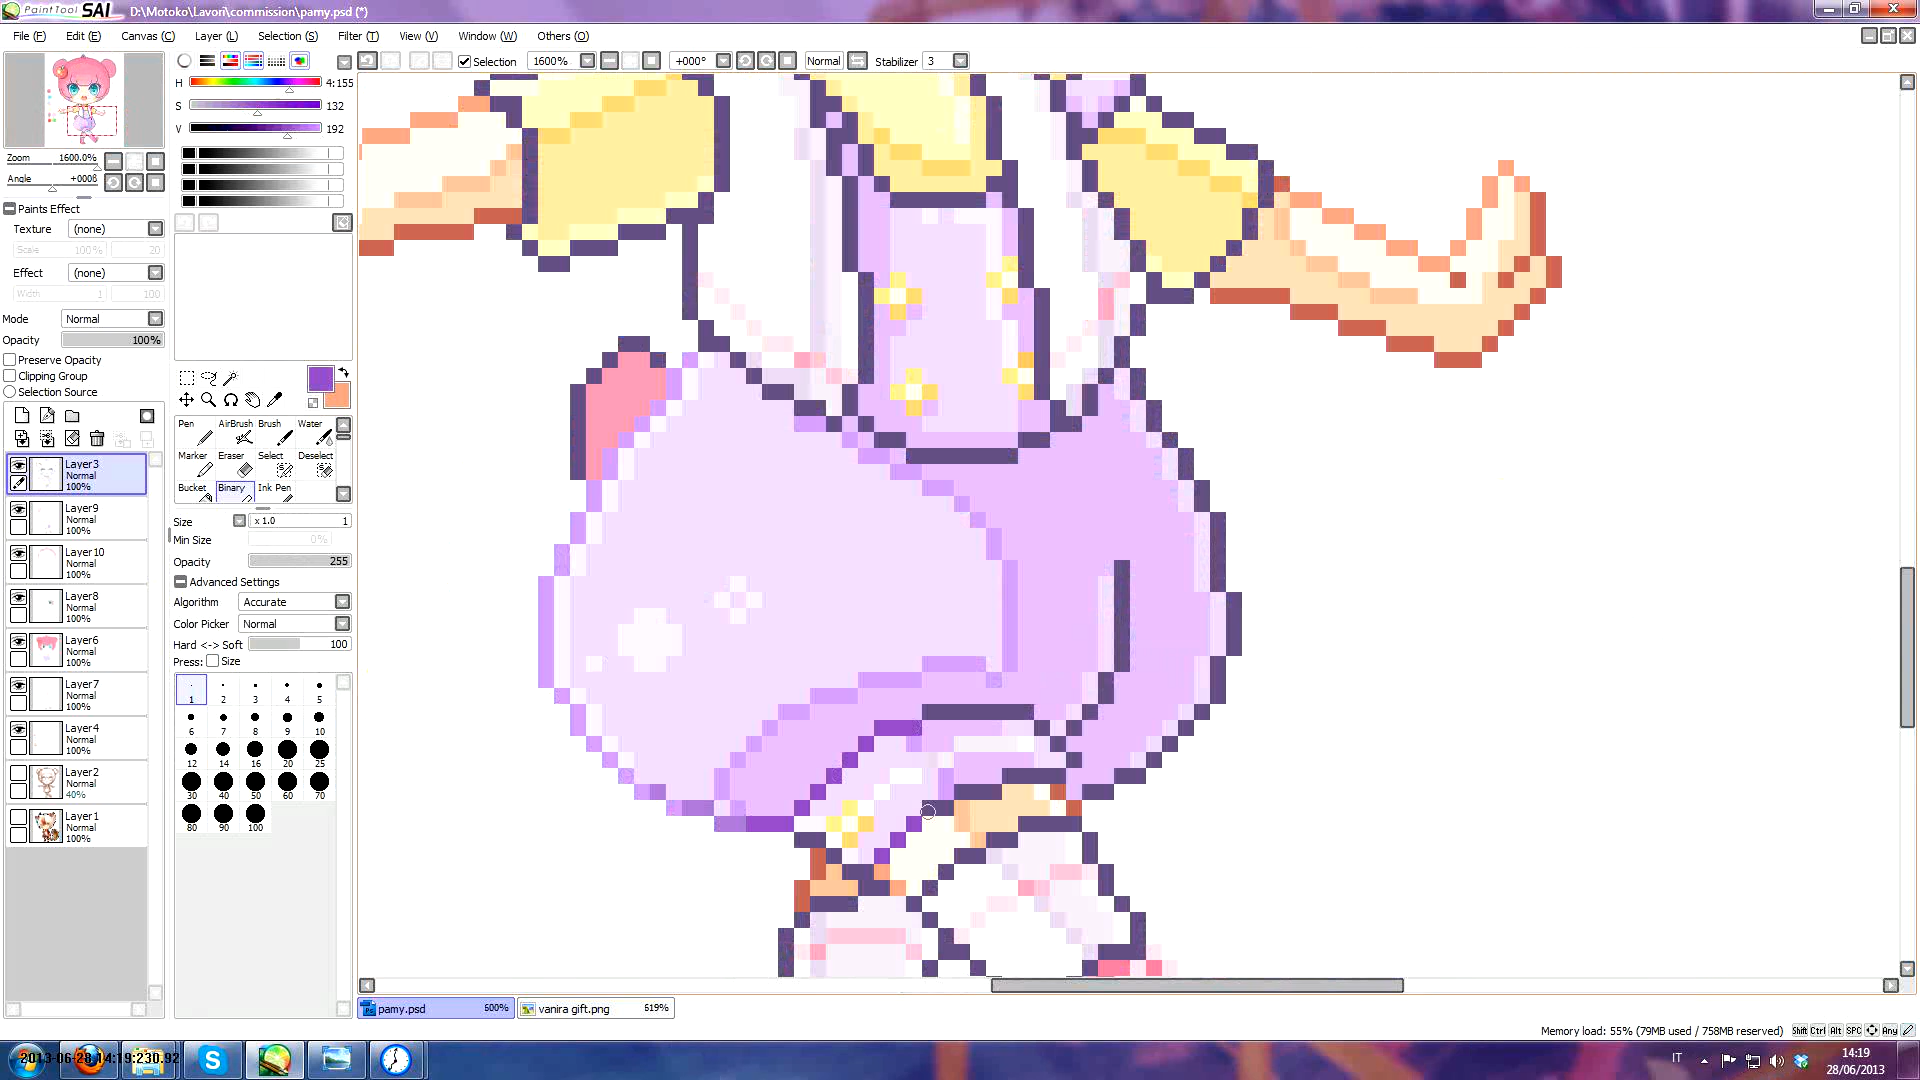 PaintTool SAI D:\Motoko\Lavori\commission\pamy.psd (*)
File (F) Edit (E) Canvas (C) Layer (L) Selection (S) Filter (T) View (V) Window (W) Others (O)
Selection 1600% +000° Normal Stabilizer 3
H 4:155
S 132
V 192
Zoom 1600.0%
Angle
Paints Effect
Texture (none)
Scale 100% 20
Effect (none)
Width 1 100
Mode Normal
Opacity 100%
Preserve Opacity
Clipping Group
Selection Source
Layer3
Normal
100%
Layer9
Normal
100%
Layer10
Normal
100%
Layer8
Normal
100%
Layer6
Normal
100%
Layer7
Normal
100%
Layer4
Normal
100%
Layer2
Normal
40%
Layer1
Normal
100%
Pen AirBrush Brush Water
Marker Eraser Select Deselect
Bucket Binary Ink Pen
Size x 1.0 1
Min Size 0%
Opacity 255
Advanced Settings
Algorithm Accurate
Color Picker Normal
Hard <-> Soft 100
Press: Size
1 2 3 4 5
6 7 8 9 10
12 14 16 20 25
30 40 50 60 70
80 90 100
pamy.psd 600% vanira gift.png 619%
Memory load: 55% (79MB used / 758MB reserved) Shift Ctrl Alt SPC Any
2013-06-28 14:19:230.92
IT
14:19
28/06/2013